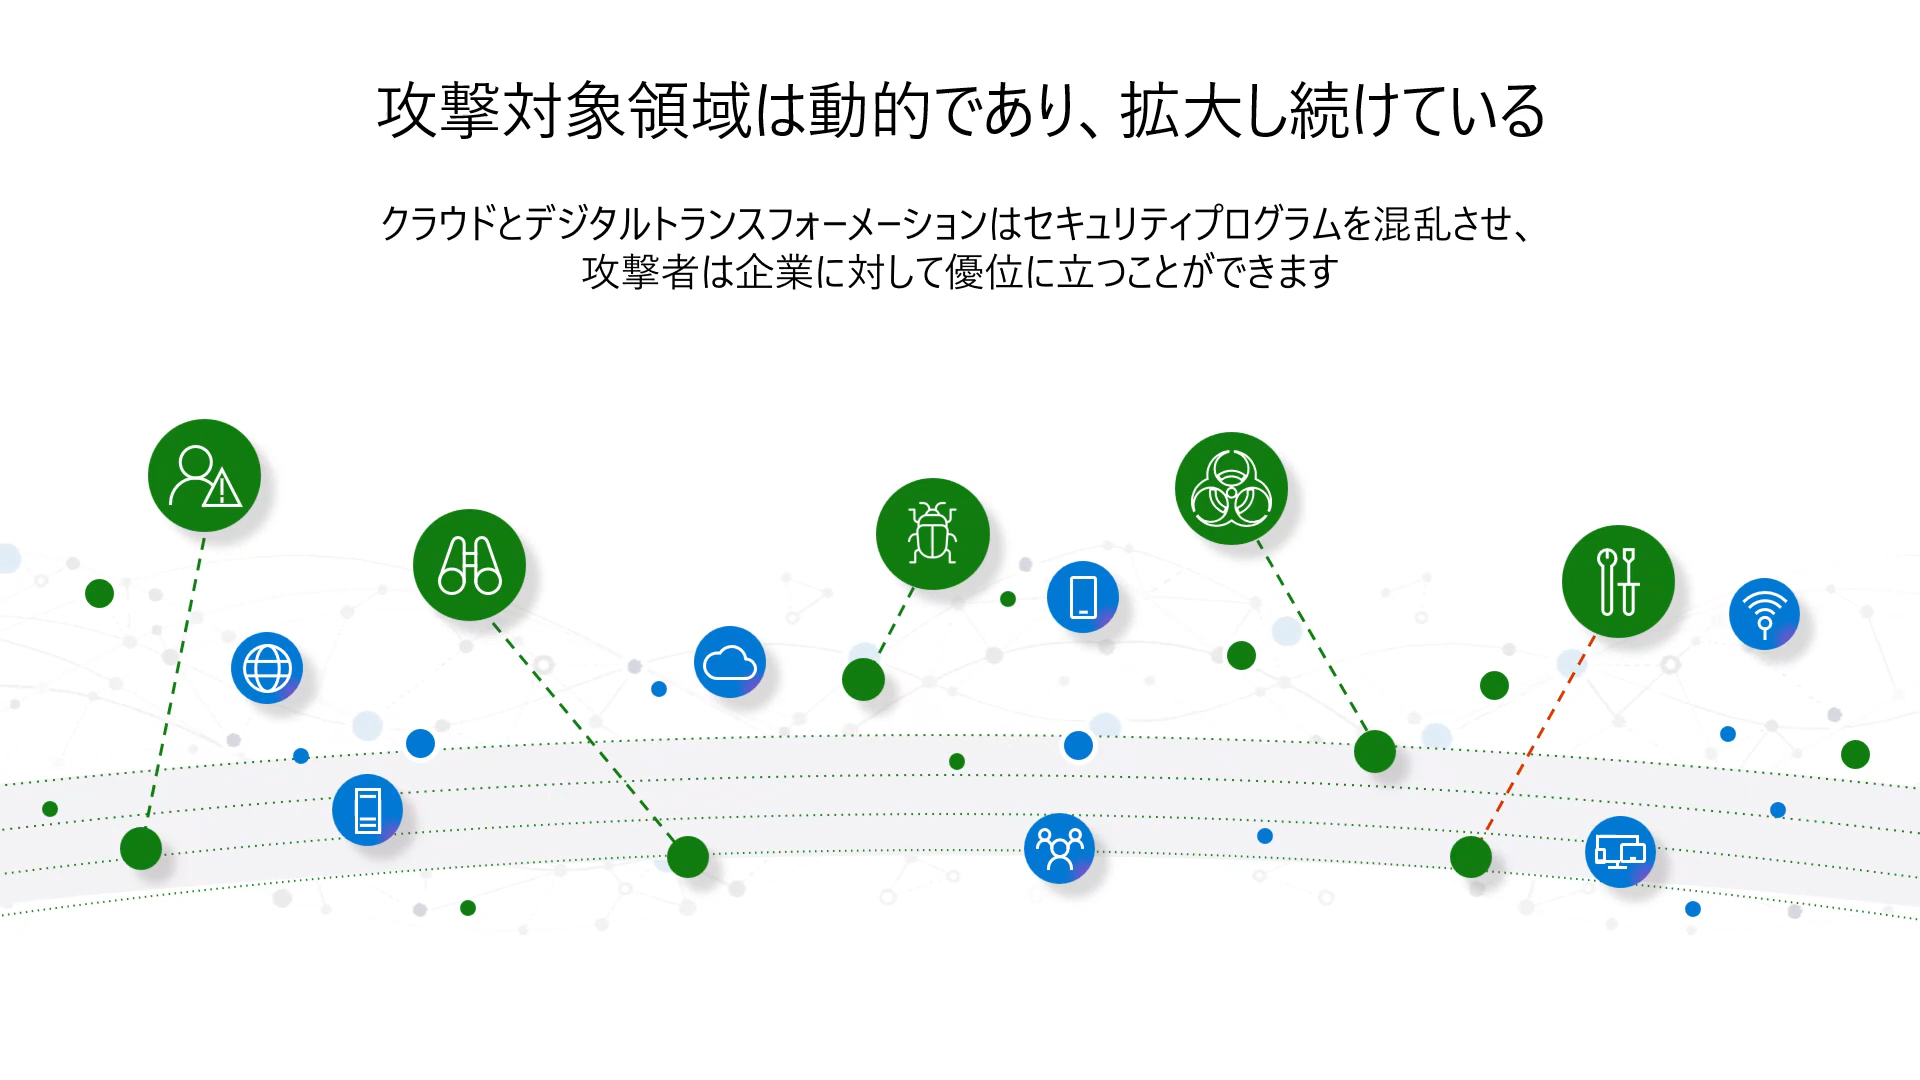 攻撃対象領域は動的であり、拡大し続けている
クラウドとデジタルトランスフォーメーションはセキュリティプログラムを混乱させ、
攻撃者は企業に対して優位に立つことができます